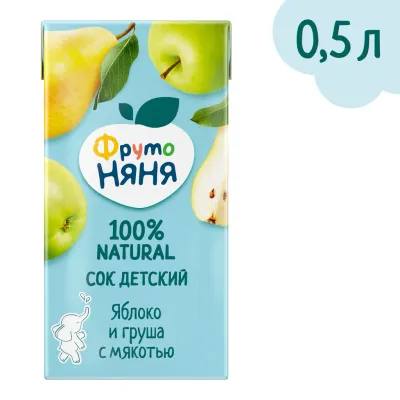 0,5 л
Фруто
няня
100%
NATURAL
СОК ДЕТСКИЙ
Яблоко
и груша
с мякотью